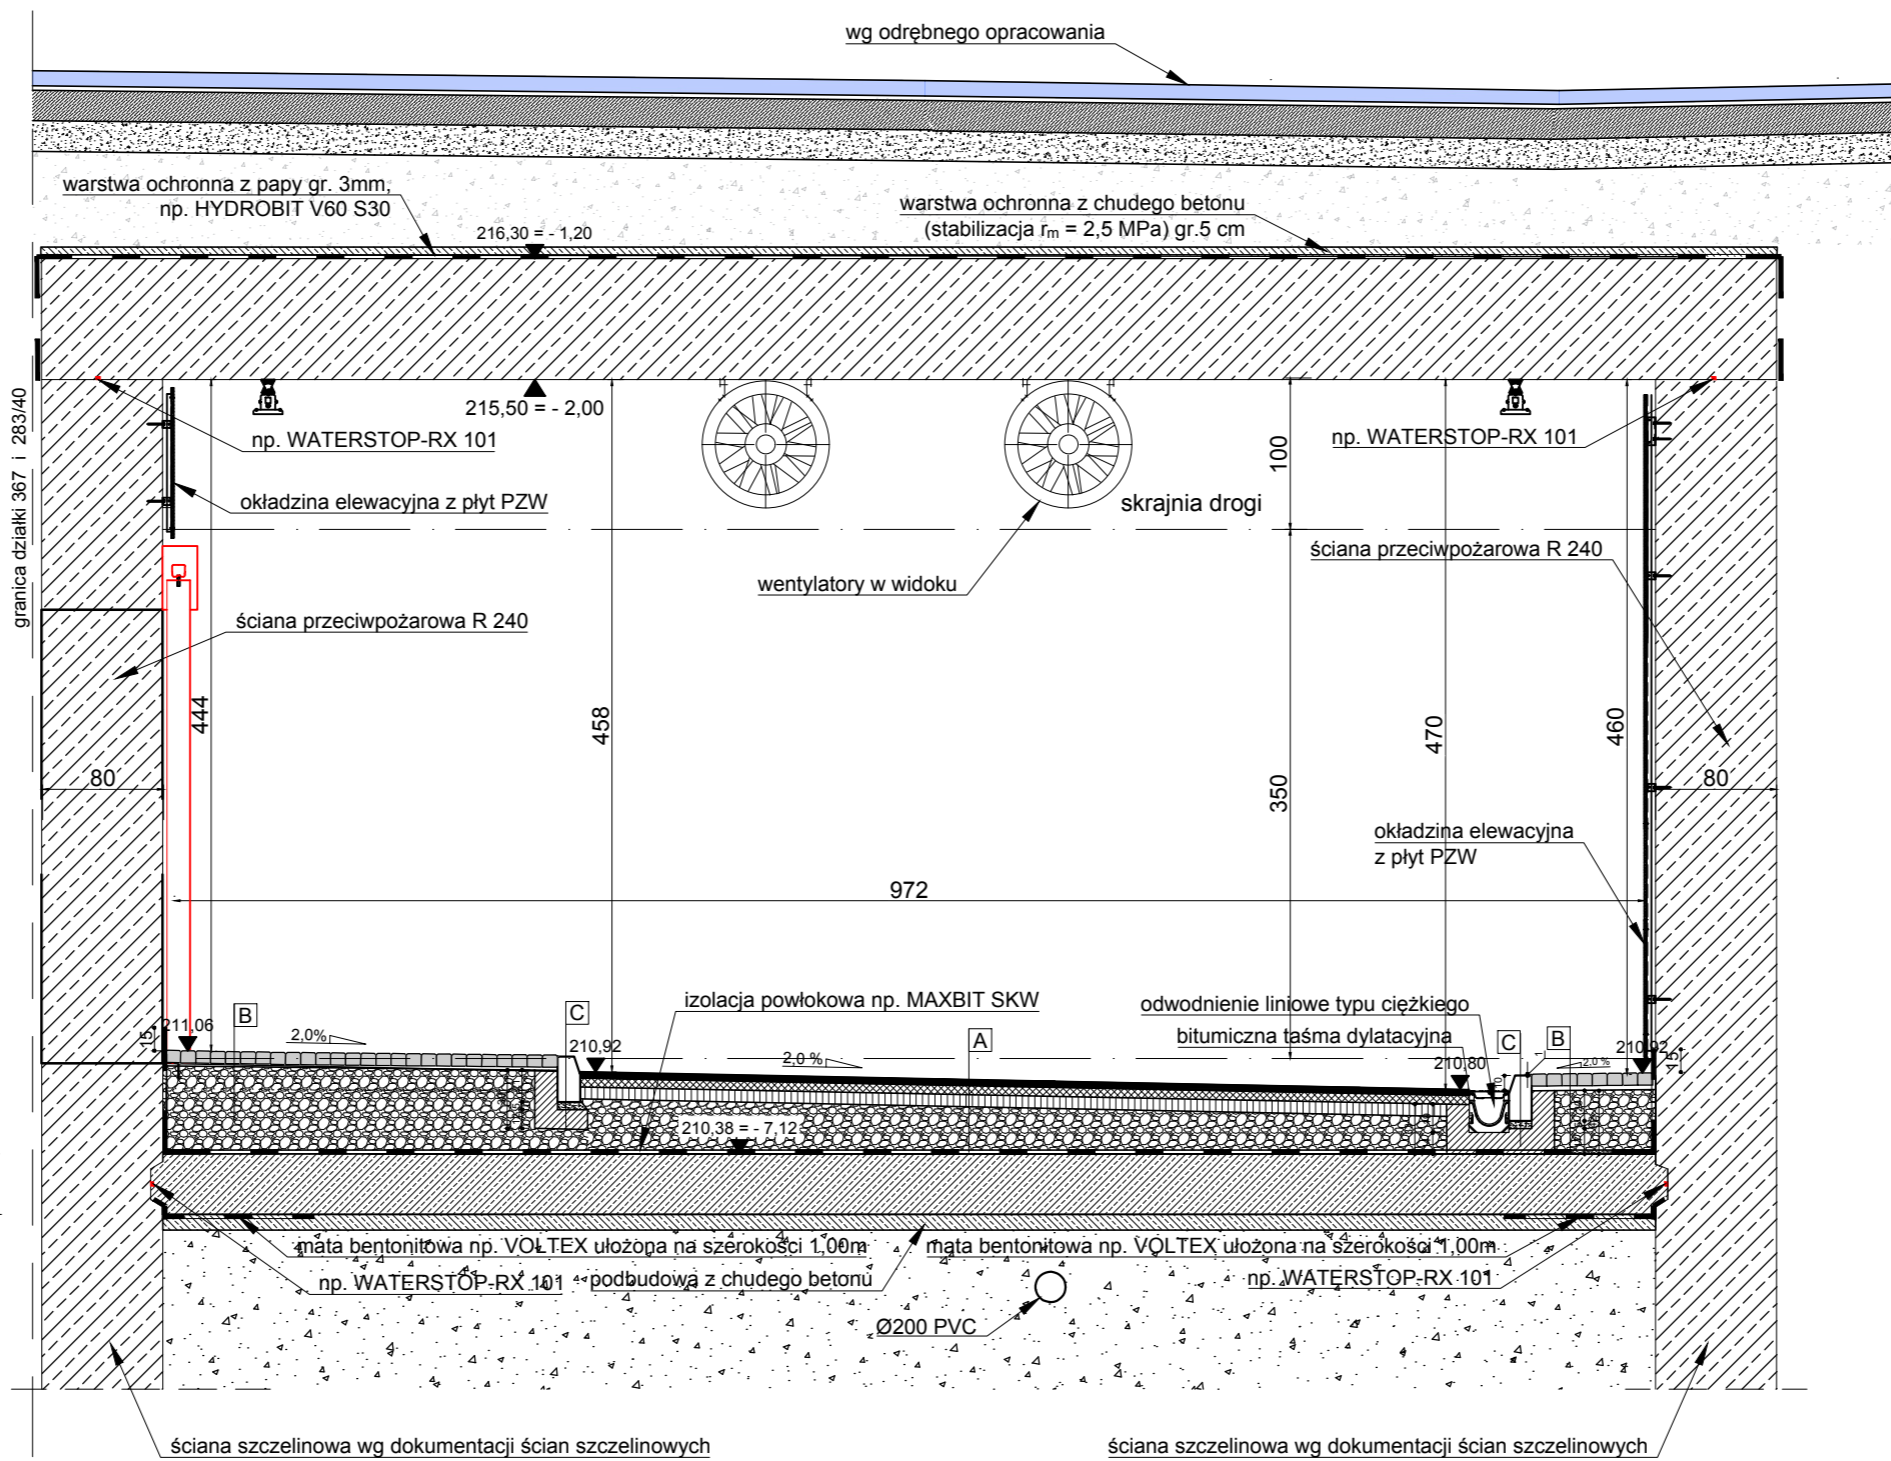 wg odrębnego opracowania
warstwa ochronna z papy gr. 3mm,
np. HYDROBIT V60 S30
216,30 = - 1,20
warstwa ochronna z chudego betonu
(stabilizacja rm = 2,5 MPa) gr.5 cm
granica działki 367 i 283/40
215,50 = - 2,00
np. WATERSTOP-RX 101
np. WATERSTOP-RX 101
100
okładzina elewacyjna z płyt PZW
skrajnia drogi
ściana przeciwpożarowa R 240
wentylatory w widoku
ściana przeciwpożarowa R 240
444
458
470
460
80
80
350
okładzina elewacyjna
z płyt PZW
972
izolacja powłokowa np. MAXBIT SKW
odwodnienie liniowe typu ciężkiego
bitumiczna taśma dylatacyjna
B
C
A
C
B
15
211,06
2,0%
210,92
2,0 %
210,80
10
1
2,0 %
210,92
15
210,38 = - 7,12
mata bentonitowa np. VOLTEX ułożona na szerokości 1,00m
mata bentonitowa np. VOLTEX ułożona na szerokości 1,00m
np. WATERSTOP-RX 101
podbudowa z chudego betonu
np. WATERSTOP-RX 101
Ø200 PVC
ściana szczelinowa wg dokumentacji ścian szczelinowych
ściana szczelinowa wg dokumentacji ścian szczelinowych